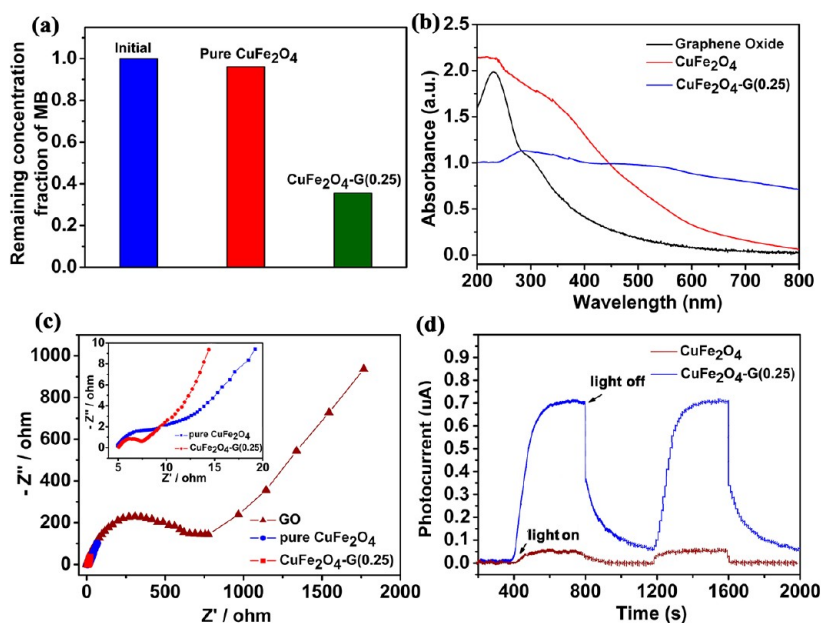 (a)
Initial
Pure CuFe₂O₄
CuFe₂O₄-G(0.25)
Remaining concentration
fraction of MB
1.0
0.8
0.6
0.4
0.2
0.0
(b)
Graphene Oxide
CuFe₂O₄
CuFe₂O₄-G(0.25)
Absorbance (a.u.)
2.5
2.0
1.5
1.0
0.5
0.0
200 300 400 500 600 700 800
Wavelength (nm)
(c)
- Z'' / ohm
1000
800
600
400
200
0
0 500 1000 1500 2000
Z' / ohm
10
8
6
4
2
0
- Z'' / ohm
4 8 10 12 16 20
Z' / ohm
pure CuFe₂O₄
CuFe₂O₄-G(0.25)
GO
pure CuFe₂O₄
CuFe₂O₄-G(0.25)
(d)
CuFe₂O₄
CuFe₂O₄-G(0.25)
light off
light on
Photocurrent (uA)
0.9
0.8
0.7
0.6
0.5
0.4
0.3
0.2
0.1
0.0
400 800 1200 1600 2000
Time (s)